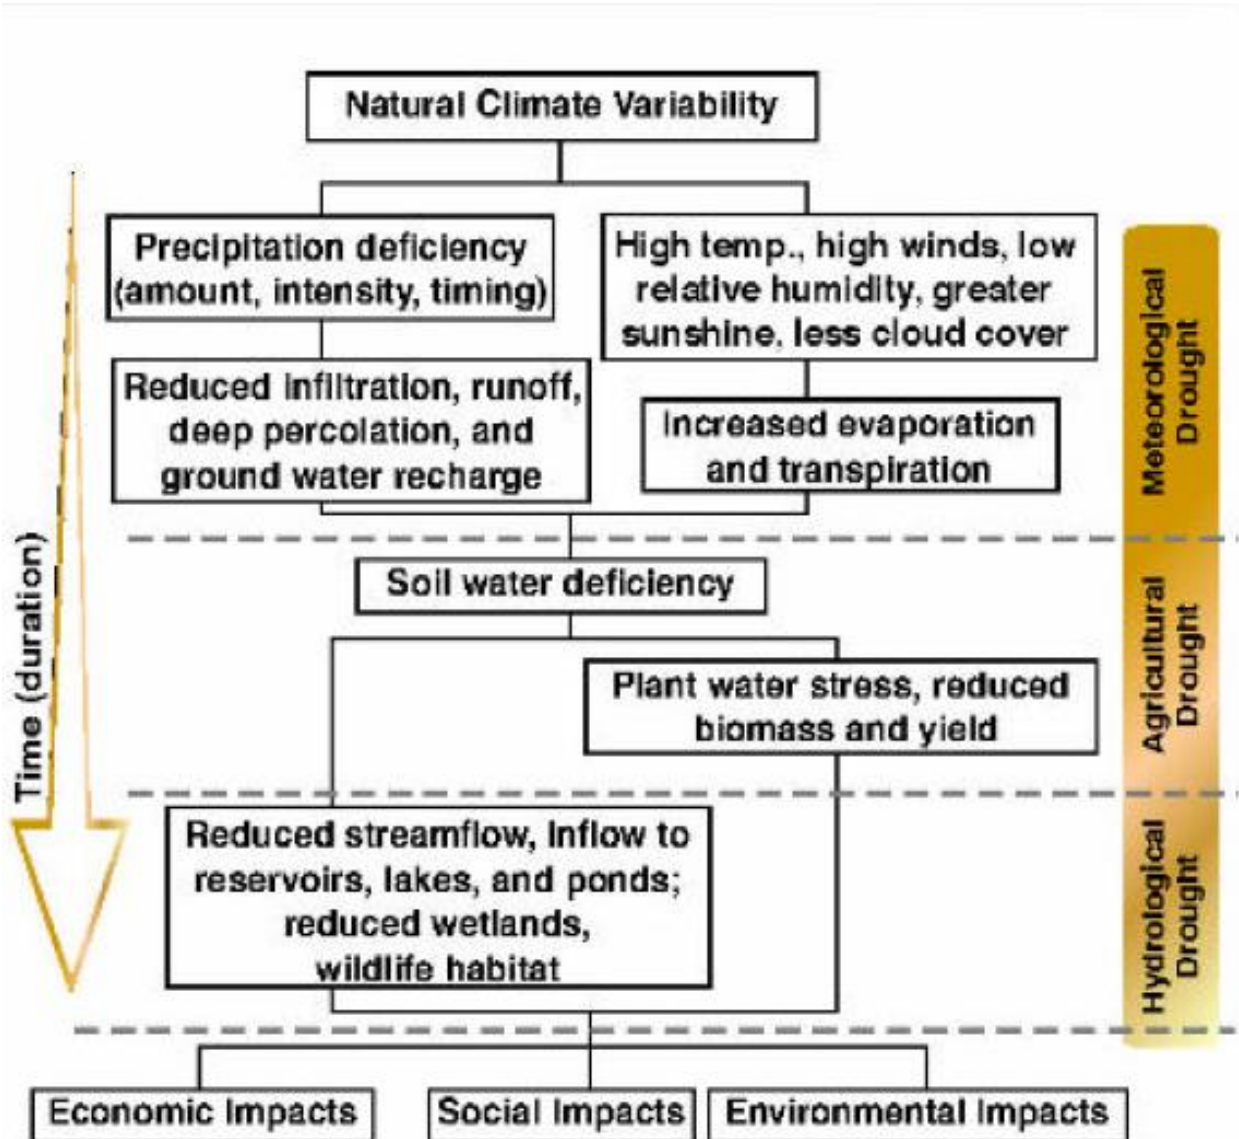 Natural Climate Variability
Precipitation deficiency
(amount, intensity, timing)
High temp., high winds, low
relative humidity, greater
sunshine, less cloud cover
Reduced infiltration, runoff,
deep percolation, and
ground water recharge
Increased evaporation
and transpiration
Meteorological
Drought
Time (duration)
Soil water deficiency
Plant water stress, reduced
biomass and yield
Agricultural
Drought
Reduced streamflow, Inflow to
reservoirs, lakes, and ponds;
reduced wetlands,
wildlife habitat
Hydrological
Drought
Economic Impacts
Social Impacts
Environmental Impacts